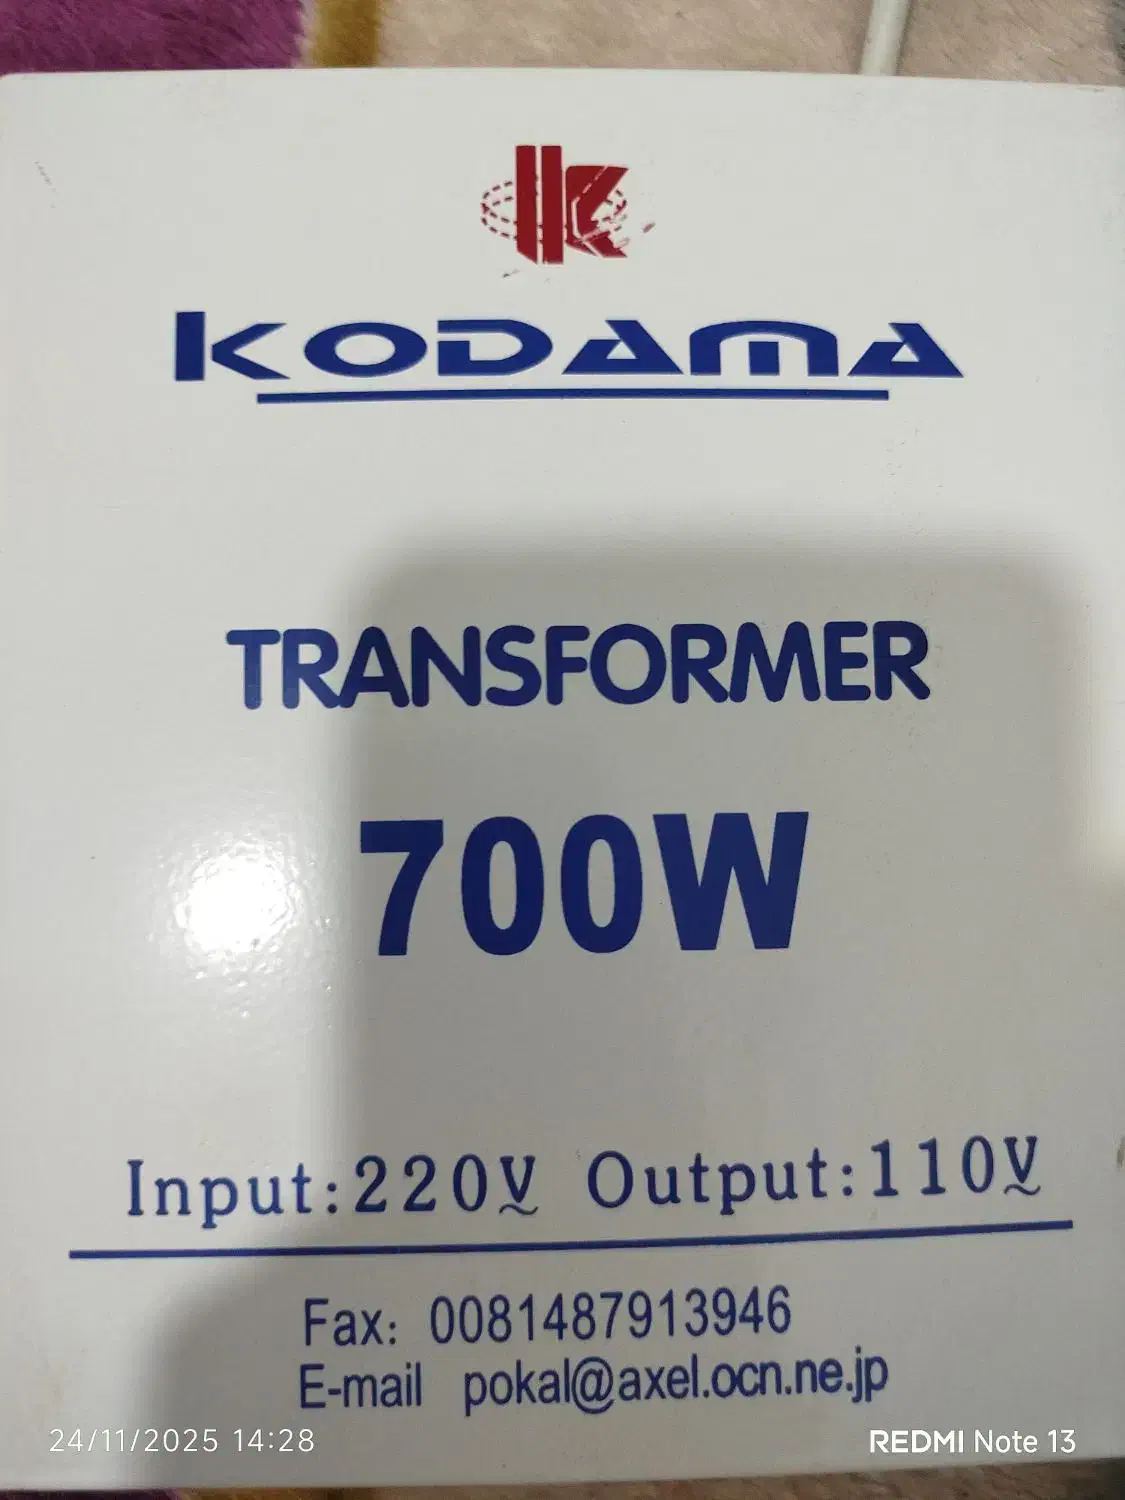 KODAMA
TRANSFORMER
700W
Input:220V Output:110V
Fax: 0081487913946
E-mail pokal@axel.ocn.ne.jp
24/11/2025 14:28
REDMI Note 13